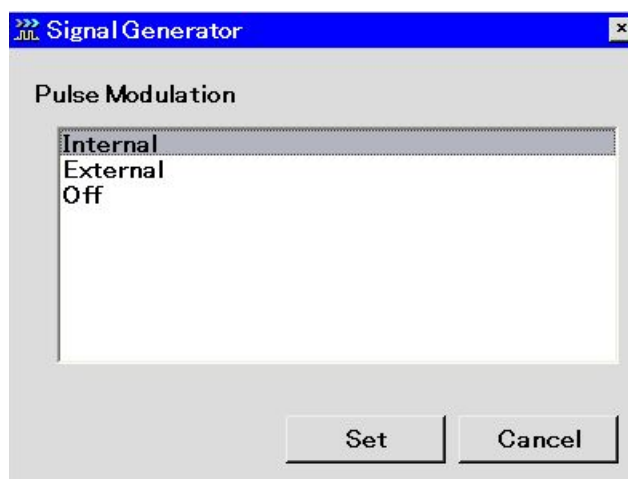 Signal Generator
Pulse Modulation
Internal
External
Off
Set
Cancel